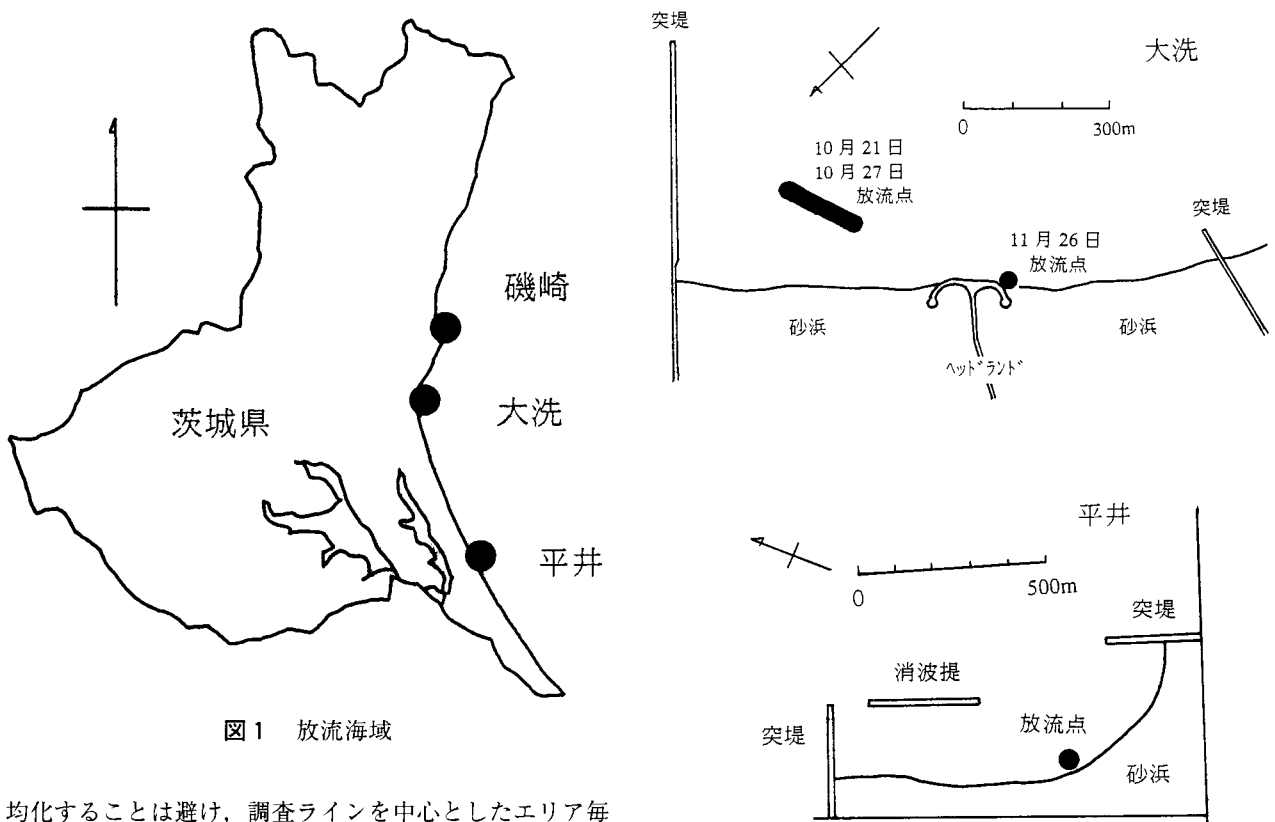 磯崎
大洗
茨城県
平井
図1　放流海域
均化することは避け，調査ラインを中心としたエリア毎
突堤
大洗
0 300m
10月21日
10月27日
放流点
突堤
11月26日
放流点
砂浜
砂浜
ヘッドランド
平井
0 500m
突堤
消波提
突堤
放流点
砂浜